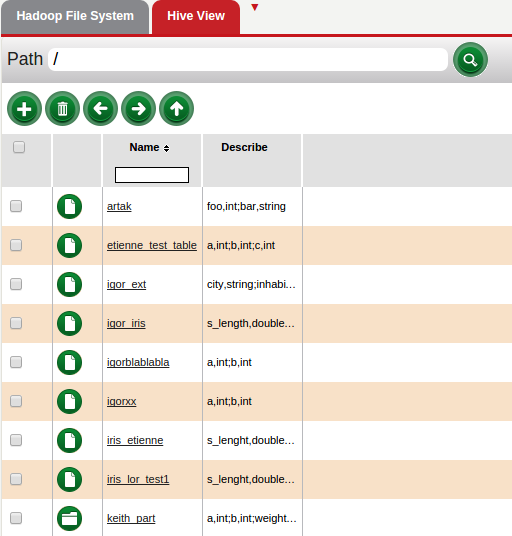 Hadoop File System Hive View
Path /
Name Describe
artak foo,int;bar,string
etienne_test_table a,int;b,int;c,int
igor_ext city,string;inhabi...
igor_iris s_length,double...
igorblablabla a,int;b,int
igorxx a,int;b,int
iris_etienne s_lenght,double...
iris_lor_test1 s_lenght,double...
keith_part a,int;b,int;weight...